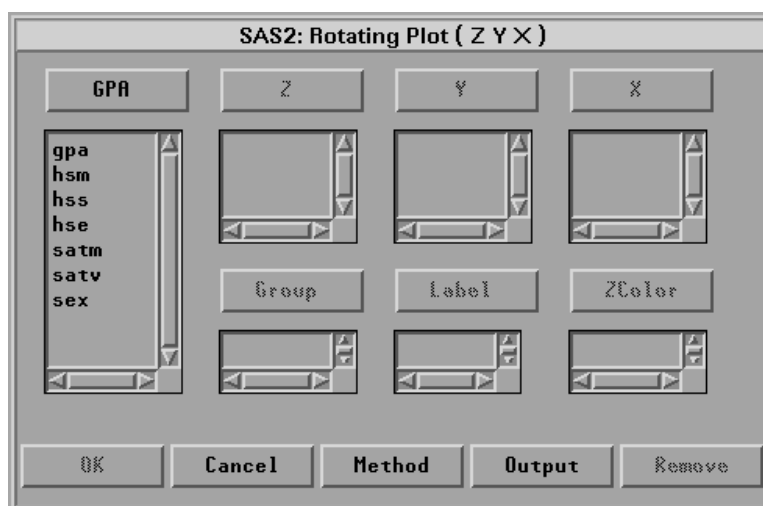 SAS2: Rotating Plot ( Z Y X )
GPA Z Y X
gpa
hsm
hss
hse
satm
satv
sex
Group Label ZColor
OK Cancel Method Output Remove